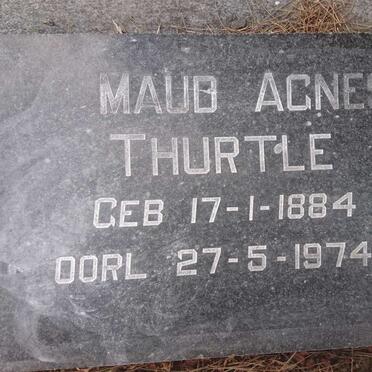 MAUD AGNES
THURTLE
GEB 17-1-1884
OORL 27-5-1974